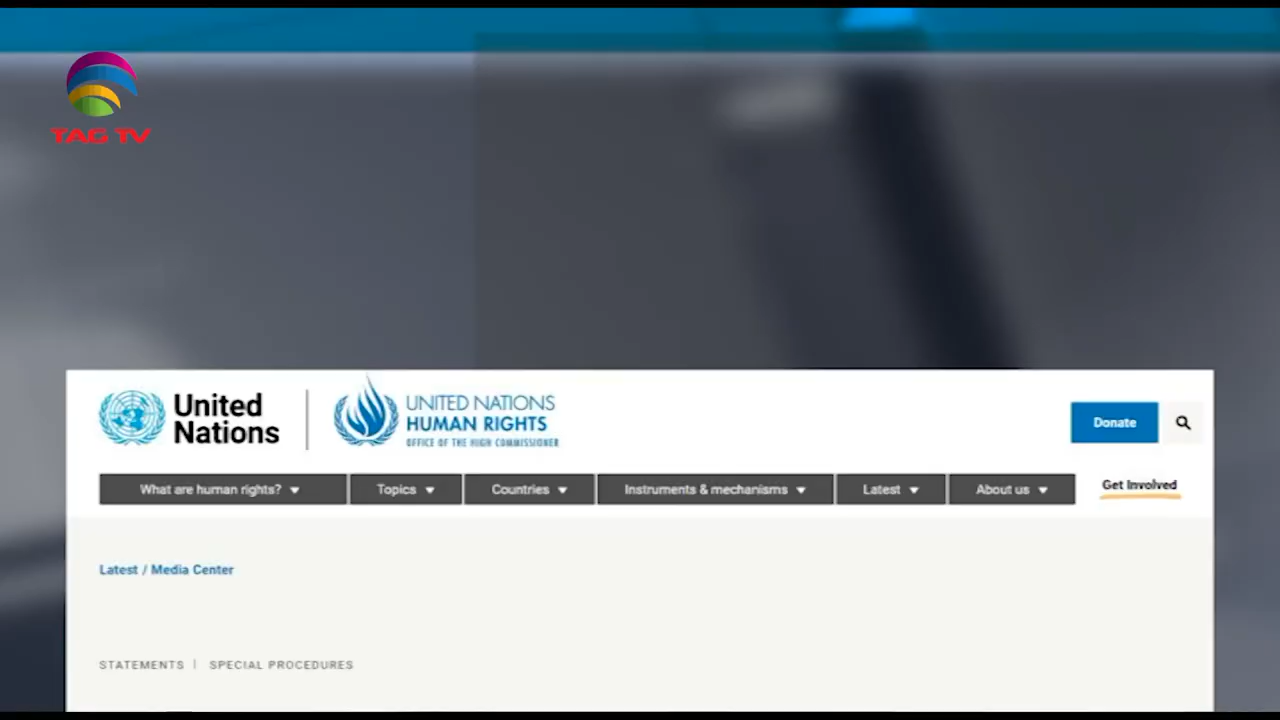 TAG TV
United
Nations
UNITED NATIONS
HUMAN RIGHTS
OFFICE OF THE HIGH COMMISSIONER
Donate
What are human rights?
Topics
Countries
Instruments & mechanisms
Latest
About us
Get Involved
Latest / Media Center
STATEMENTS | SPECIAL PROCEDURES